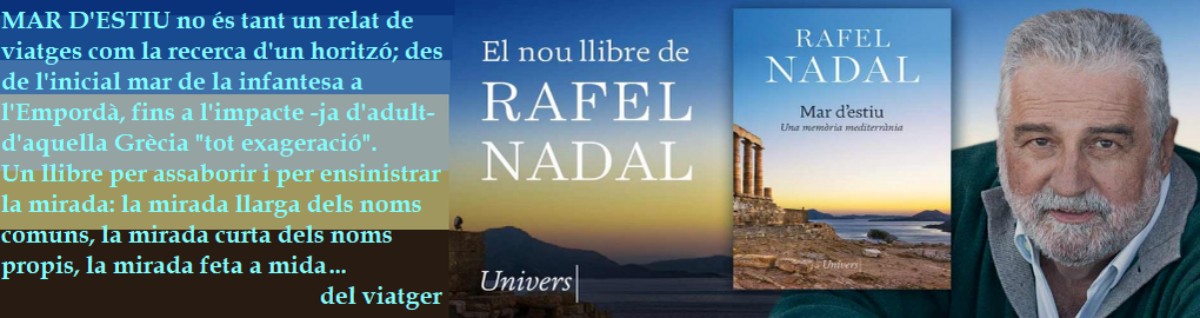 MAR D'ESTIU no és tant un relat de
viatges com la recerca d'un horitzó; des
de l'inicial mar de la infantesa a
l'Empordà, fins a l'impacte -ja d'adult-
d'aquella Grècia "tot exageració".
Un llibre per assaborir i per ensinistrar
la mirada: la mirada llarga dels noms
comuns, la mirada curta dels noms
propis, la mirada feta a mida...
del viatger
El nou llibre de
RAFEL
NADAL
Univers
RAFEL
NADAL
Mar d'estiu
Una memòria mediterrània
Univers